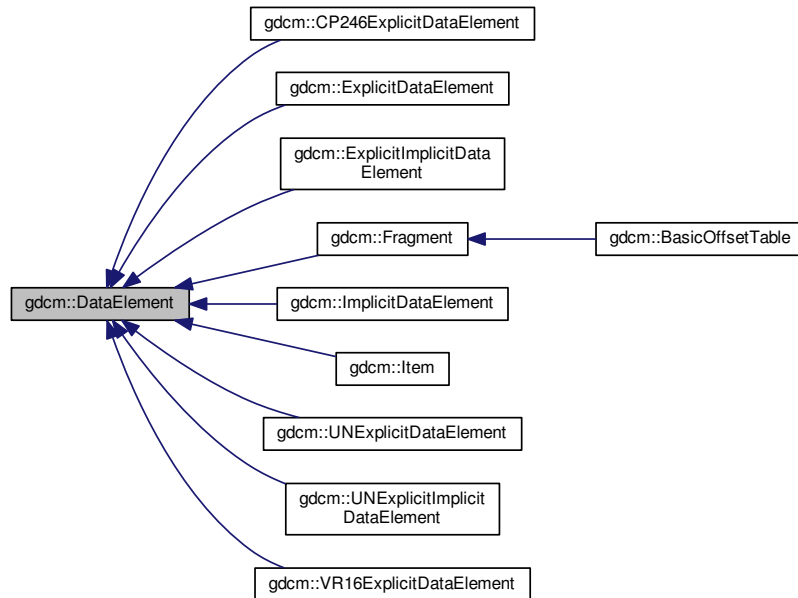 gdcm::CP246ExplicitDataElement
gdcm::ExplicitDataElement
gdcm::ExplicitImplicitData
Element
gdcm::Fragment
gdcm::BasicOffsetTable
gdcm::DataElement
gdcm::ImplicitDataElement
gdcm::Item
gdcm::UNExplicitDataElement
gdcm::UNExplicitImplicit
DataElement
gdcm::VR16ExplicitDataElement